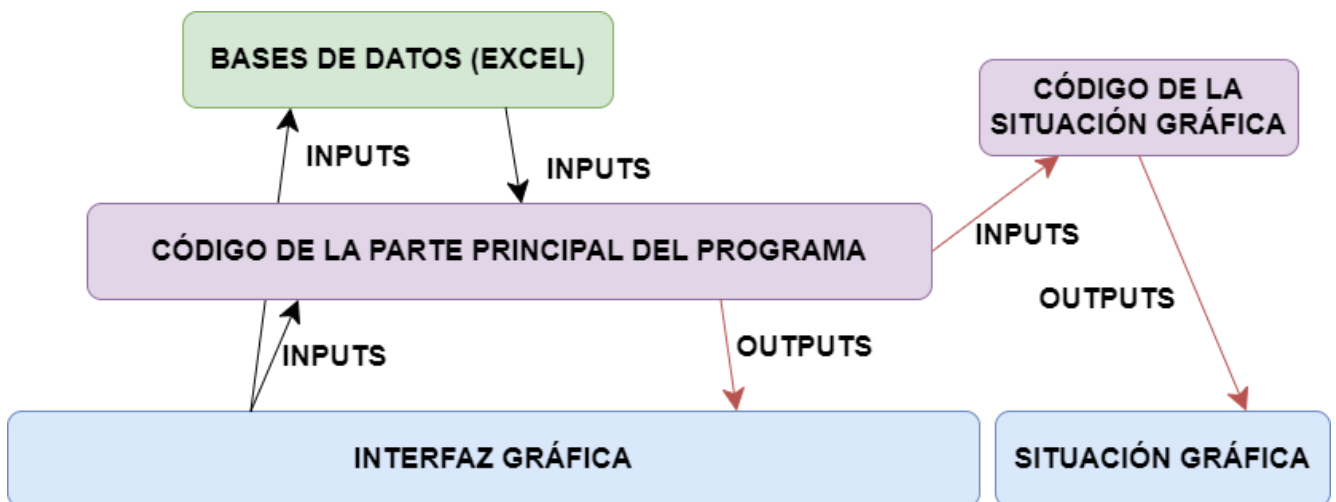 BASES DE DATOS (EXCEL)
CÓDIGO DE LA
SITUACIÓN GRÁFICA
INPUTS
INPUTS
CÓDIGO DE LA PARTE PRINCIPAL DEL PROGRAMA
INPUTS
OUTPUTS
INPUTS
OUTPUTS
INTERFAZ GRÁFICA
SITUACIÓN GRÁFICA